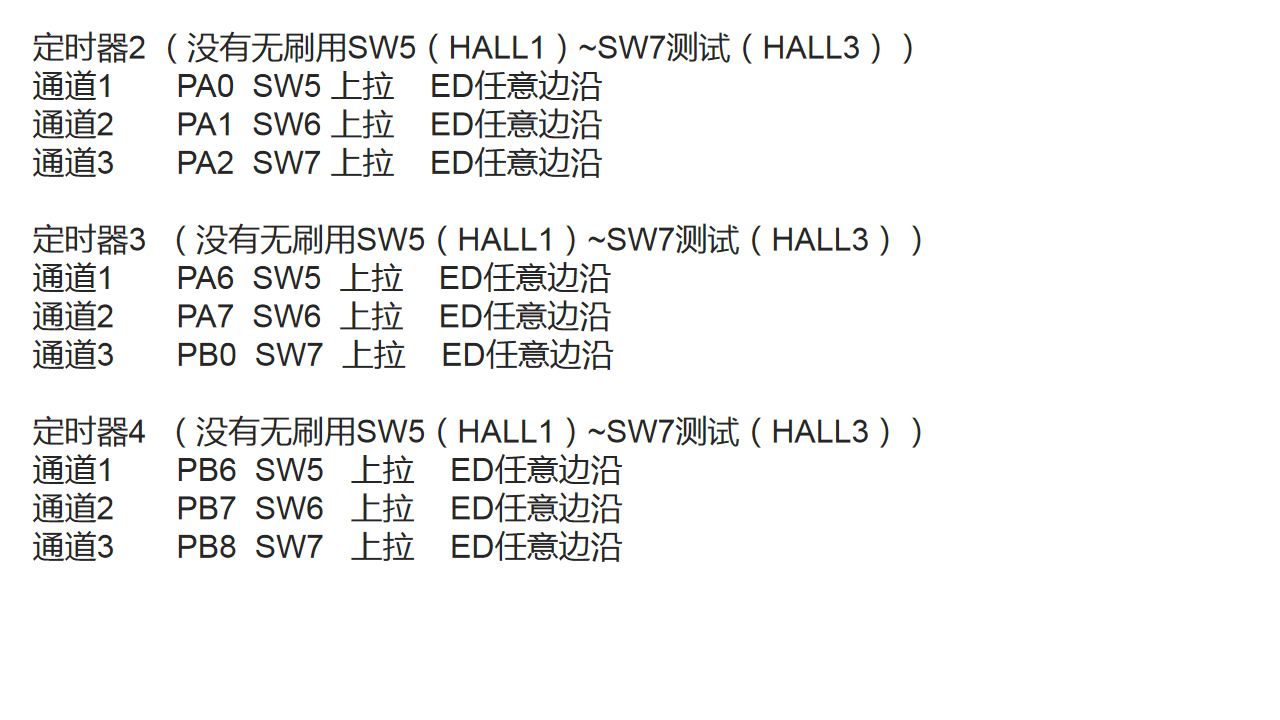 定时器2 （没有无刷用SW5（HALL1）~SW7测试（HALL3））
通道1 PA0 SW5 上拉 ED任意边沿
通道2 PA1 SW6 上拉 ED任意边沿
通道3 PA2 SW7 上拉 ED任意边沿
定时器3 （没有无刷用SW5（HALL1）~SW7测试（HALL3））
通道1 PA6 SW5 上拉 ED任意边沿
通道2 PA7 SW6 上拉 ED任意边沿
通道3 PB0 SW7 上拉 ED任意边沿
定时器4 （没有无刷用SW5（HALL1）~SW7测试（HALL3））
通道1 PB6 SW5 上拉 ED任意边沿
通道2 PB7 SW6 上拉 ED任意边沿
通道3 PB8 SW7 上拉 ED任意边沿